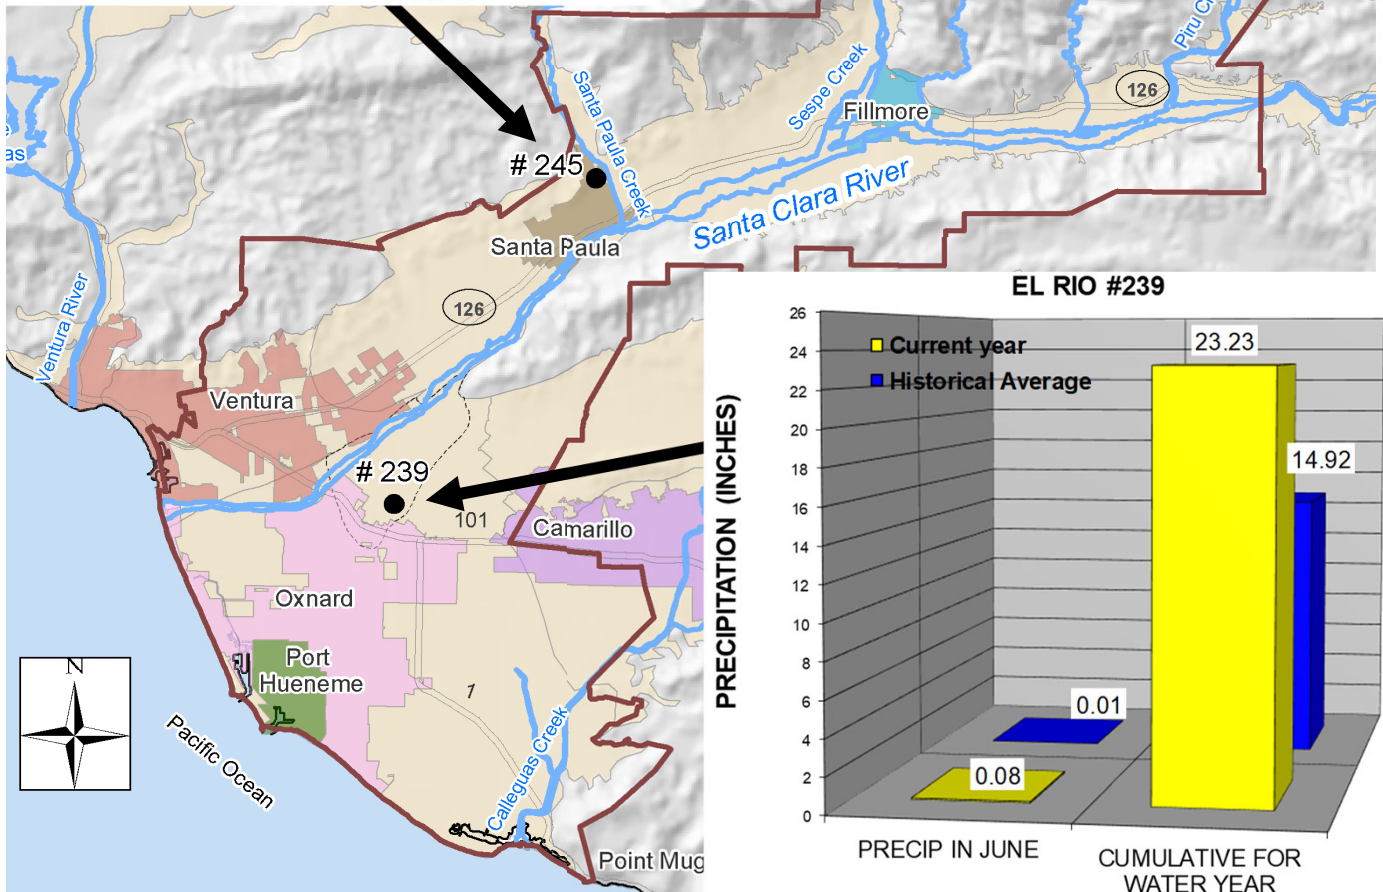 Piru C
126
Sespe Creek
Fillmore
Santa Paula Creek
# 245
as
Santa Clara River
Santa Paula
126
Ventura River
Ventura
# 239
101
Camarillo
Oxnard
Port
Hueneme
1
N
Pacific Ocean
Calleguas Creek
Point Mug
EL RIO #239
PRECIPITATION (INCHES)
26
24
22
20
18
16
14
12
10
8
6
4
2
0
Current year
Historical Average
23.23
14.92
0.01
0.08
PRECIP IN JUNE
CUMULATIVE FOR
WATER YEAR